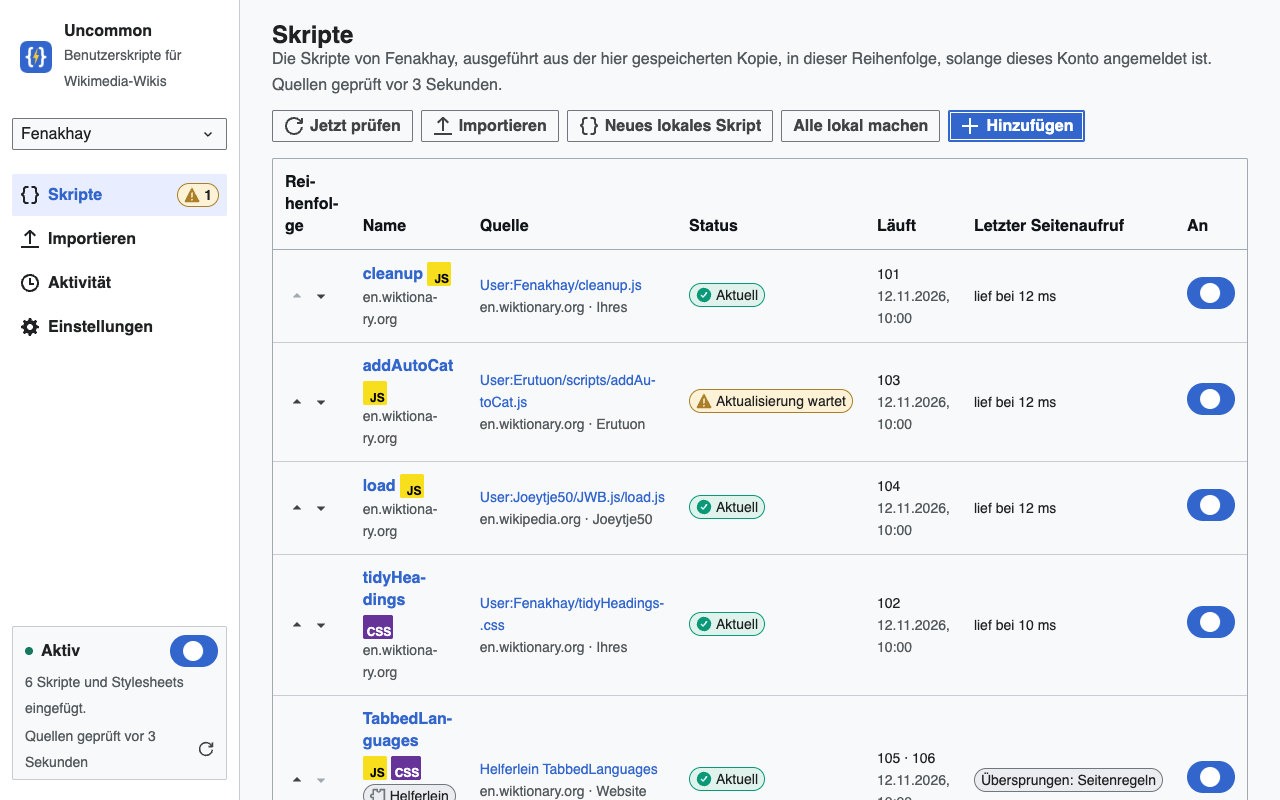 Uncommon
Benutzerskripte für
Wikimedia-Wikis
Fenakhay
Skripte
1
Importieren
Aktivität
Einstellungen
Aktiv
6 Skripte und Stylesheets
eingefügt.
Quellen geprüft vor 3
Sekunden
Skripte
Die Skripte von Fenakhay, ausgeführt aus der hier gespeicherten Kopie, in dieser Reihenfolge, solange dieses Konto angemeldet ist.
Quellen geprüft vor 3 Sekunden.
Jetzt prüfen
Importieren
{} Neues lokales Skript
Alle lokal machen
+ Hinzufügen
Rei-
henfol-
ge
Name
Quelle
Status
Läuft
Letzter Seitenaufruf
An
cleanup JS
en.wiktiona-
ry.org
User:Fenakhay/cleanup.js
en.wiktionary.org · Ihres
Aktuell
101
12.11.2026,
10:00
lief bei 12 ms
addAutoCat
JS
en.wiktiona-
ry.org
User:Erutuon/scripts/addAu-
toCat.js
en.wiktionary.org · Erutuon
Aktualisierung wartet
103
12.11.2026,
10:00
lief bei 12 ms
load JS
en.wiktiona-
ry.org
User:Joeytje50/JWB.js/load.js
en.wikipedia.org · Joeytje50
Aktuell
104
12.11.2026,
10:00
lief bei 12 ms
tidyHea-
dings
CSS
en.wiktiona-
ry.org
User:Fenakhay/tidyHeadings-
.css
en.wiktionary.org · Ihres
Aktuell
102
12.11.2026,
10:00
lief bei 10 ms
TabbedLan-
guages
JS CSS
Helferlein
Helferlein TabbedLanguages
en.wiktionary.org · Website
Aktuell
105 · 106
12.11.2026,
Übersprungen: Seitenregeln